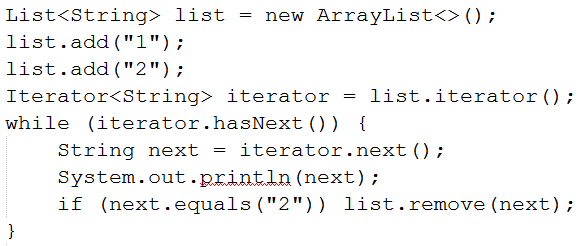 List<String> list = new ArrayList<>();
list.add("1");
list.add("2");
Iterator<String> iterator = list.iterator();
while (iterator.hasNext()) {
    String next = iterator.next();
    System.out.println(next);
    if (next.equals("2")) list.remove(next);
}